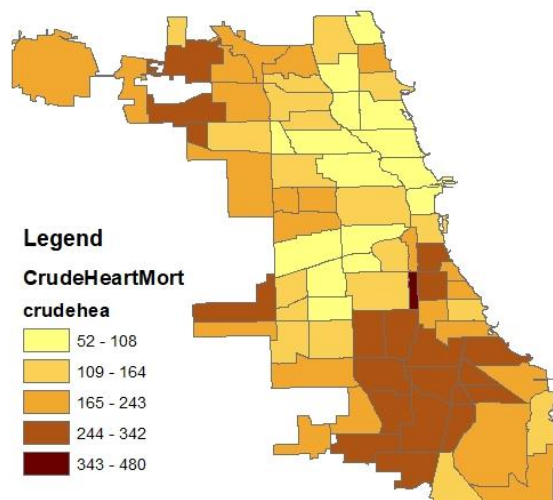 Legend
CrudeHeartMort
crudehea
52 - 108
109 - 164
165 - 243
244 - 342
343 - 480